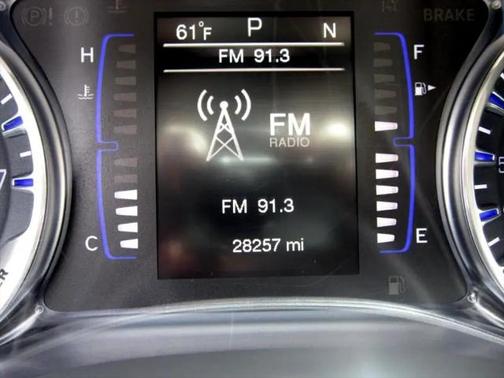 BRAKE
61°F P N
H FM 91.3 F
FM
RADIO
FM 91.3
C 28257 mi E